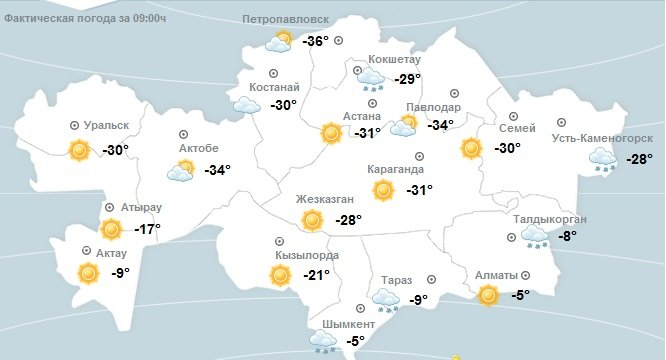 Фактическая погода за 09:00ч
Петропавловск
-36°
Кокшетау
-29°
Костанай
-30°
Астана
-31°
Павлодар
-34°
Семей
-30°
Усть-Каменогорск
-28°
Уральск
-30°
Актобе
-34°
Караганда
-31°
Жезказган
-28°
Атырау
-17°
Талдыкорган
-8°
Актау
-9°
Кызылорда
-21°
Тараз
-9°
Алматы
-5°
Шымкент
-5°